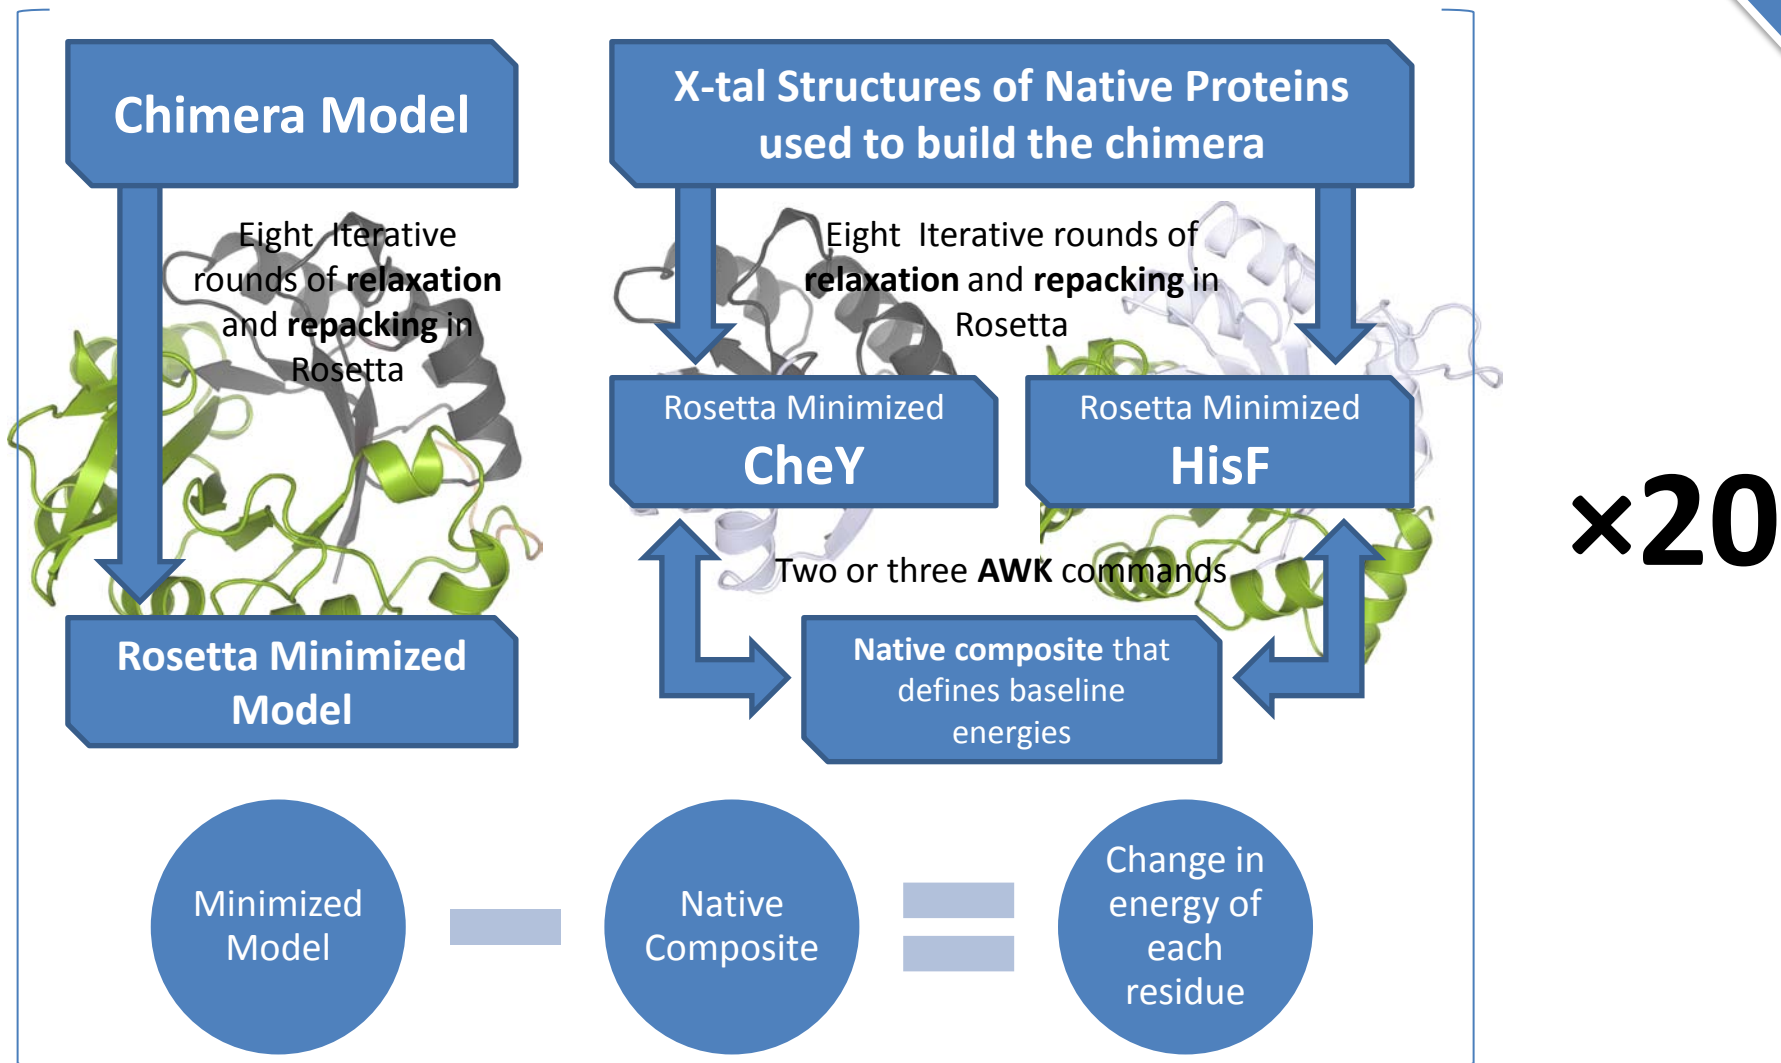 Chimera Model
X-tal Structures of Native Proteins
used to build the chimera
Eight Iterative
rounds of relaxation
and repacking in
Rosetta
Eight Iterative rounds of
relaxation and repacking in
Rosetta
Rosetta Minimized
CheY
Rosetta Minimized
HisF
×20
Two or three AWK commands
Rosetta Minimized
Model
Native composite that
defines baseline
energies
Minimized
Model
Native
Composite
Change in
energy of
each
residue